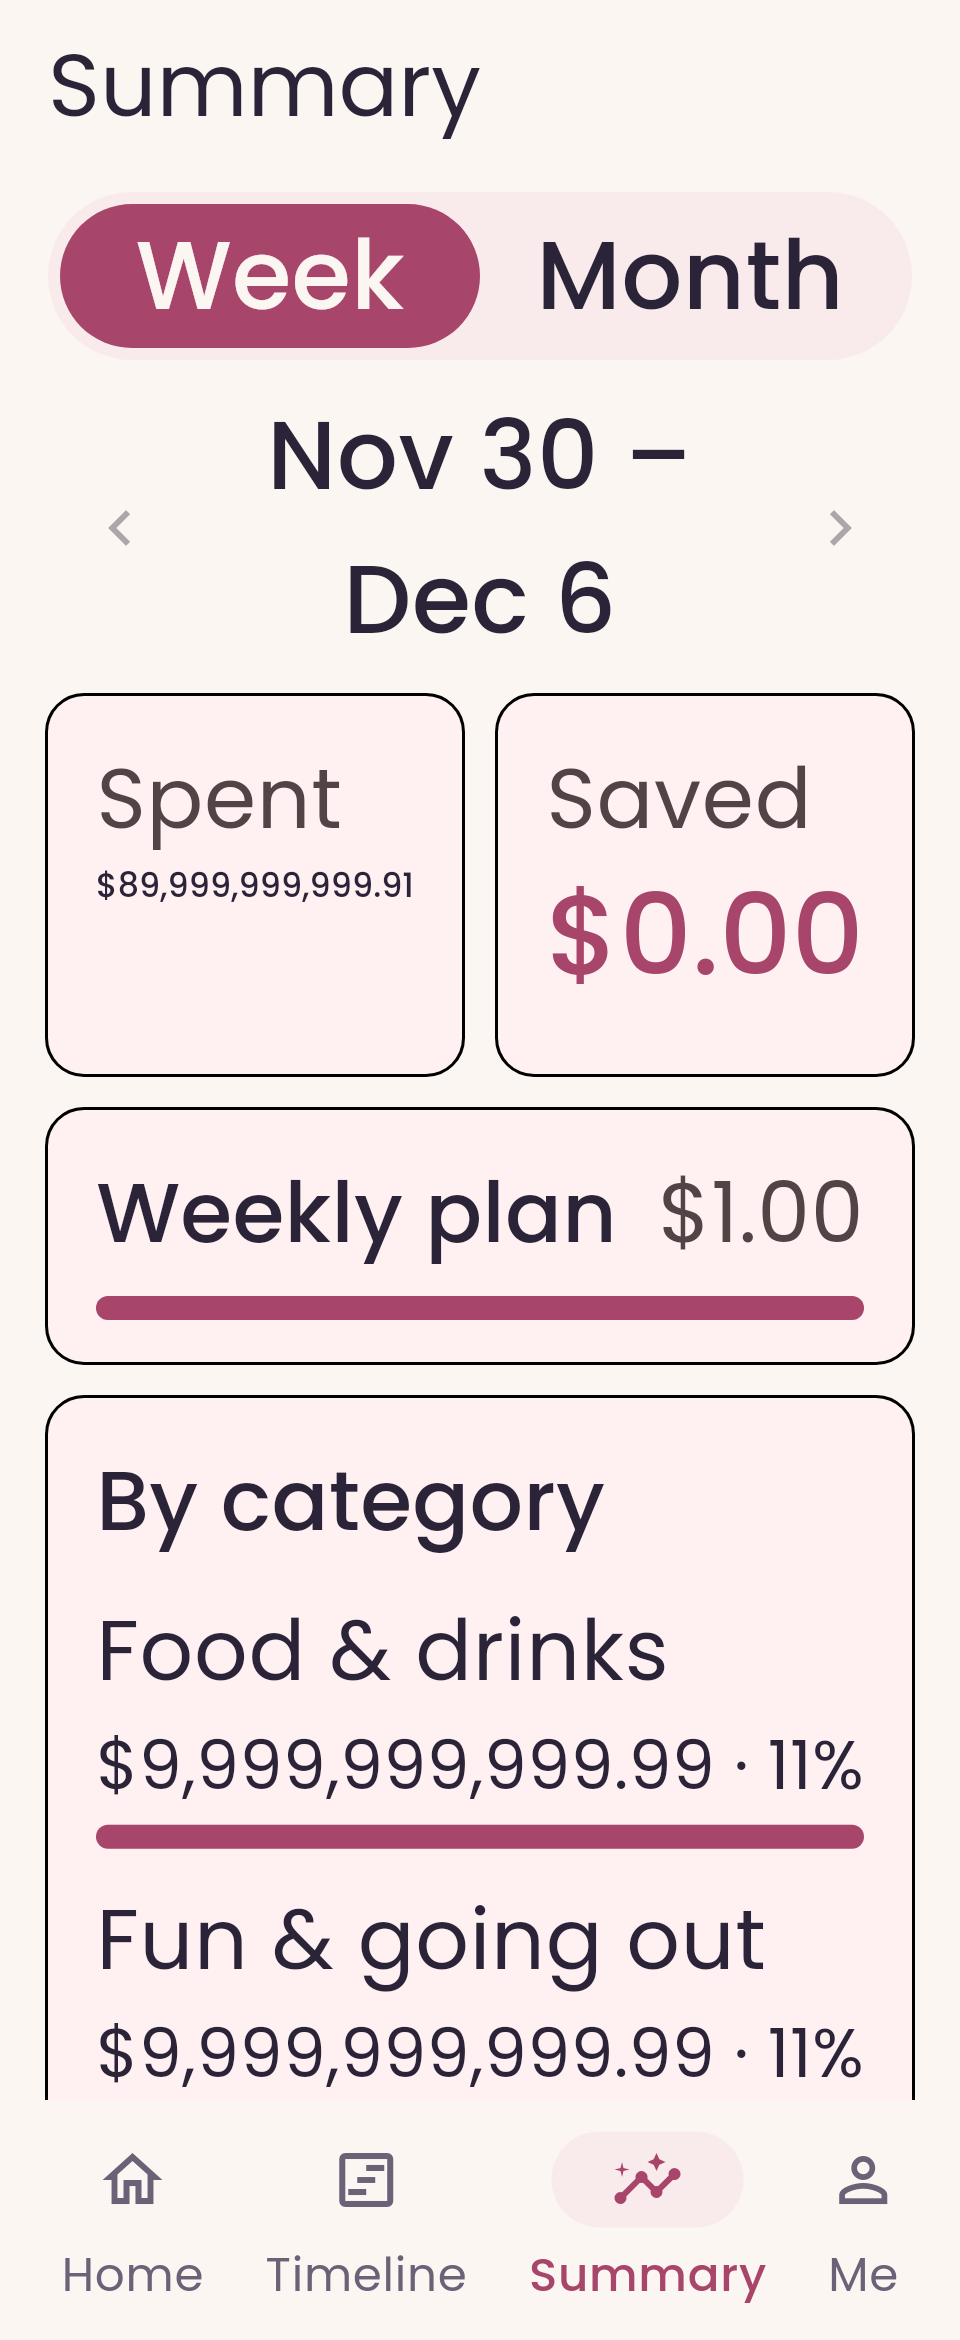 Summary
Week Month
Nov 30 –
Dec 6
Spent
$89,999,999,999.91
Saved
$0.00
Weekly plan $1.00
By category
Food & drinks
$9,999,999,999.99 · 11%
Fun & going out
$9,999,999,999.99 · 11%
Home Timeline Summary Me